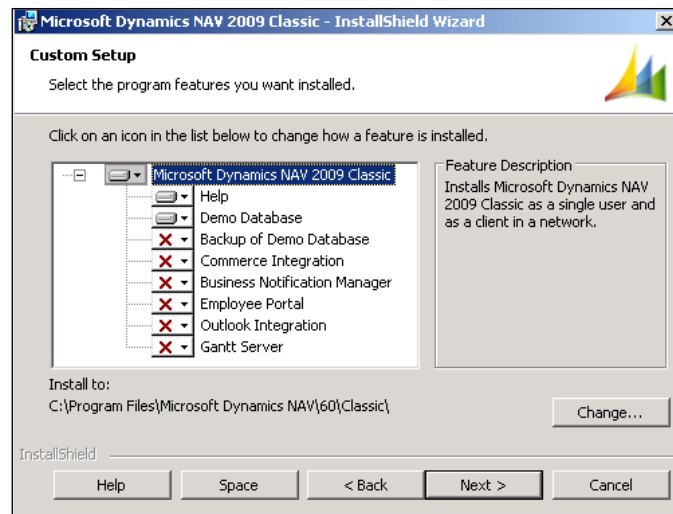 Microsoft Dynamics NAV 2009 Classic - InstallShield Wizard
Custom Setup
Select the program features you want installed.
Click on an icon in the list below to change how a feature is installed.
Microsoft Dynamics NAV 2009 Classic
Help
Demo Database
Backup of Demo Database
Commerce Integration
Business Notification Manager
Employee Portal
Outlook Integration
Gantt Server
Feature Description
Installs Microsoft Dynamics NAV
2009 Classic as a single user and
as a client in a network.
Install to:
C:\Program Files\Microsoft Dynamics NAV\60\Classic\
Change...
InstallShield
Help
Space
< Back
Next >
Cancel